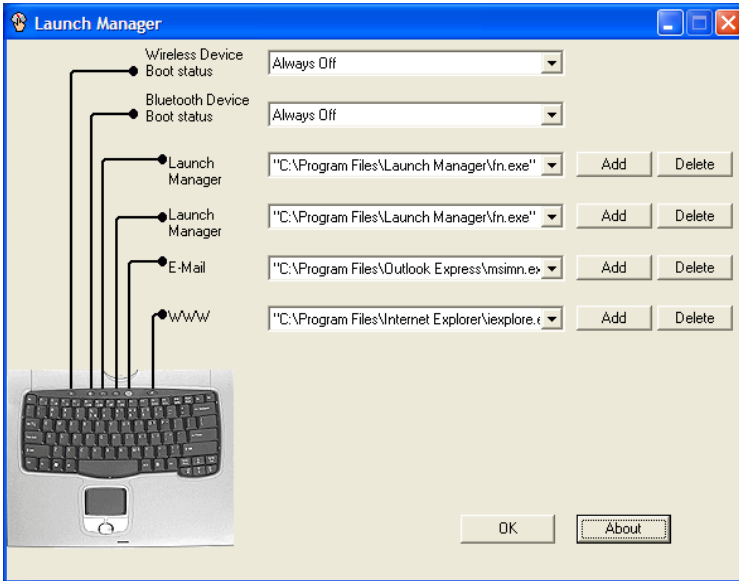 Launch Manager
Wireless Device
Boot status
Always Off
Bluetooth Device
Boot status
Always Off
Launch
Manager
"C:\Program Files\Launch Manager\fn.exe"
Add
Delete
Launch
Manager
"C:\Program Files\Launch Manager\fn.exe"
Add
Delete
E-Mail
"C:\Program Files\Outlook Express\msimn.ex
Add
Delete
WWW
"C:\Program Files\Internet Explorer\iexplore.e
Add
Delete
OK
About